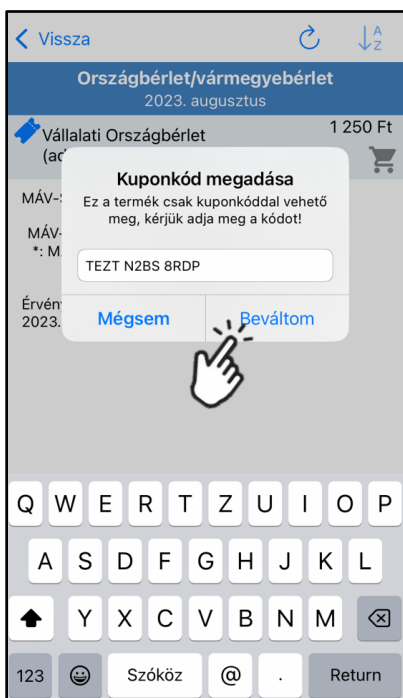 Vissza
A
Z
Országbérlet/vármegyebérlet
2023. augusztus
Vállalati Országbérlet
1 250 Ft
(ad
Kuponkód megadása
Ez a termék csak kuponkóddal vehető
meg, kérjük adja meg a kódot!
MÁV-
MÁV-
*: M
TEZT N2BS 8RDP
Érvén
2023.
Mégsem
Beváltom
Q W E R T Z U I O P
A S D F G H J K L
Y X C V B N M
123
Szóköz
@
.
Return